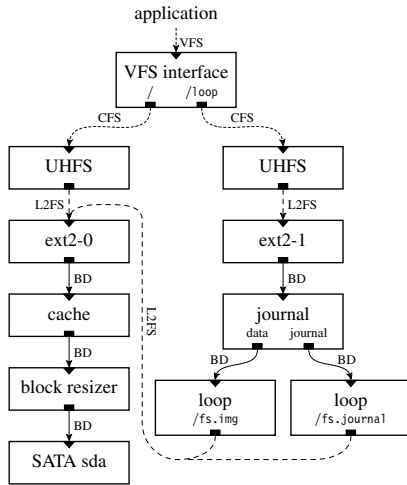 application
VFS
VFS interface
/ /loop
CFS CFS
UHFS UHFS
L2FS L2FS
ext2-0 ext2-1
BD BD
cache journal
data journal
L2FS
BD BD BD
block resizer loop loop
/fs.img /fs.journal
BD
SATA sda